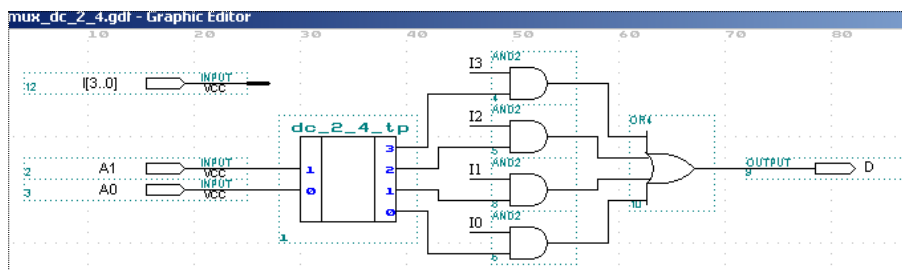 mux_dc_2_4.gdf - Graphic Editor
10 20 30 40 50 60 70 80
I[3..0] INPUT VCC
12
I3 AND2
4
dc_2_4_tp
I2 AND2
5
OR4
3
A1 INPUT VCC 1 2
2
A0 INPUT VCC 0 1
3
0
1
I1 AND2
8
OUTPUT D
9
10
I0 AND2
6